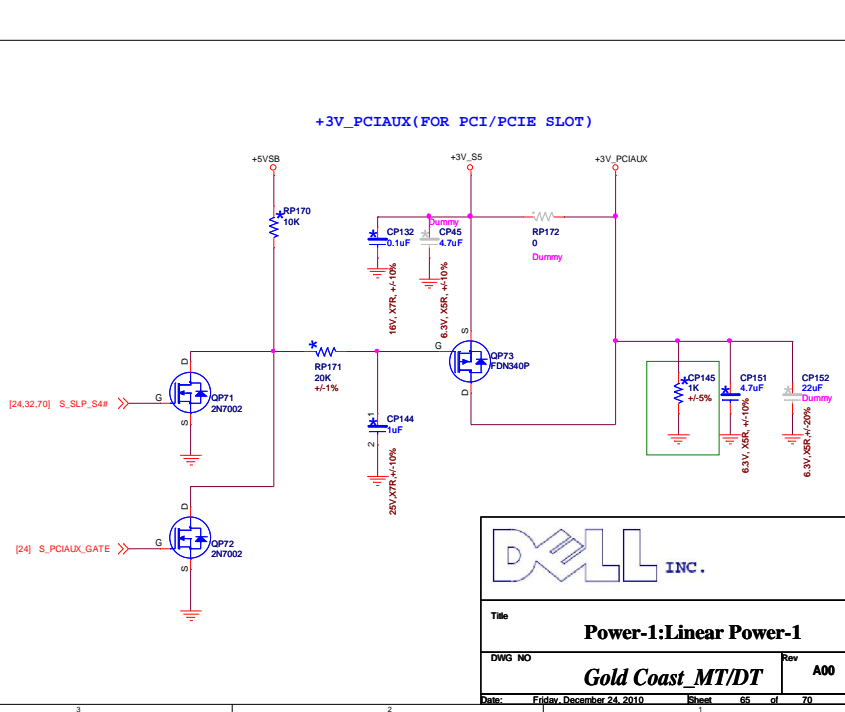 +3V_PCIAUX(FOR PCI/PCIE SLOT)
+5VSB
+3V_S5
+3V_PCIAUX
RP170
10K
CP132
0.1uF
16V, X7R, +/-10%
Dummy
CP45
4.7uF
6.3V, X5R, +/-10%
RP172
0
Dummy
S
G
D
QP73
FDN340P
RP171
20K
+/-1%
D
G
S
QP71
2N7002
[24,32,70] S_SLP_S4#
1
CP144
1uF
2
25V,X7R,+/-10%
CP145
1K
+/-5%
CP151
4.7uF
6.3V, X5R, +/-10%
CP152
22uF
Dummy
6.3V, X5R,+/-20%
D
G
S
QP72
2N7002
[24] S_PCIAUX_GATE
DELL INC.
Title
Power-1:Linear Power-1
DWG NO
Gold Coast_MT/DT
Rev
A00
Date: Friday, December 24, 2010 Sheet 65 of 70
3 2 1